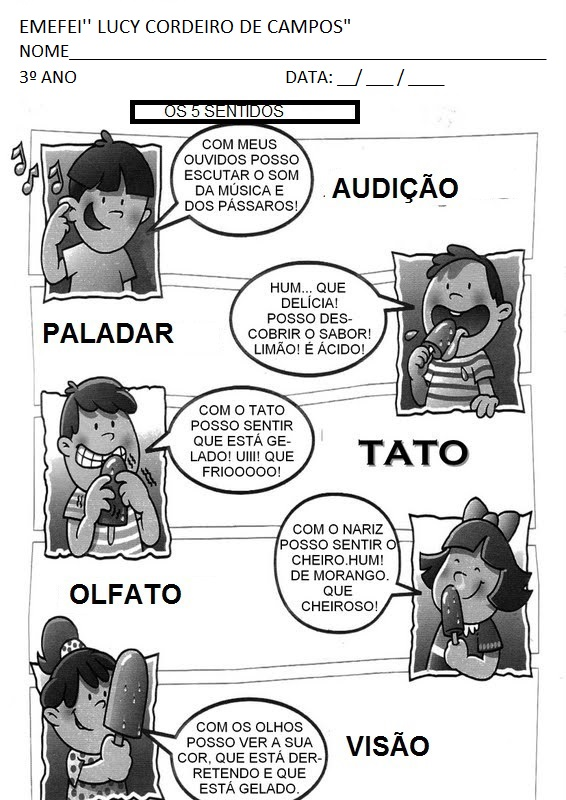 EMEFEI'' LUCY CORDEIRO DE CAMPOS"
NOME
3º ANO DATA: __/ ___ / ____
OS 5 SENTIDOS
COM MEUS
OUVIDOS POSSO
ESCUTAR O SOM
DA MÚSICA E
DOS PÁSSAROS!
AUDIÇÃO
HUM... QUE
DELÍCIA!
POSSO DES-
COBRIR O SABOR!
LIMÃO! É ÁCIDO!
PALADAR
COM O TATO
POSSO SENTIR
QUE ESTÁ GE-
LADO! UIII! QUE
FRIOOOOO!
TATO
COM O NARIZ
POSSO SENTIR O
CHEIRO.HUM!
DE MORANGO.
QUE
CHEIROSO!
OLFATO
COM OS OLHOS
POSSO VER A SUA
COR, QUE ESTÁ DER-
RETENDO E QUE
ESTÁ GELADO.
VISÃO